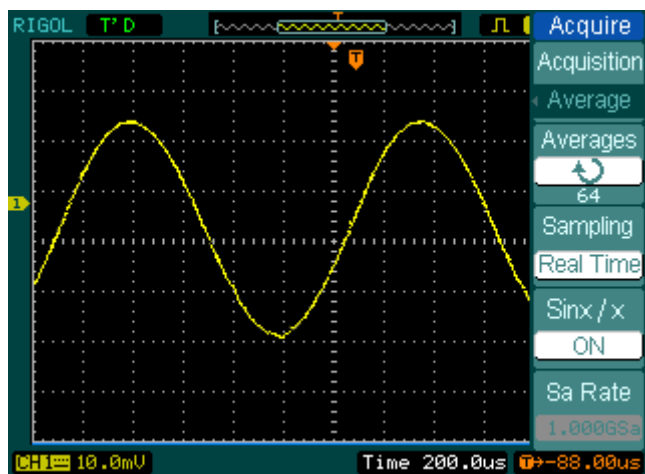 RIGOL T'D Acquire
T
T
Acquisition
Average
Averages
64
1
Sampling
Real Time
Sinx/x
ON
Sa Rate
1.000GSa
CH1 10.0mV Time 200.0us T→-88.00us